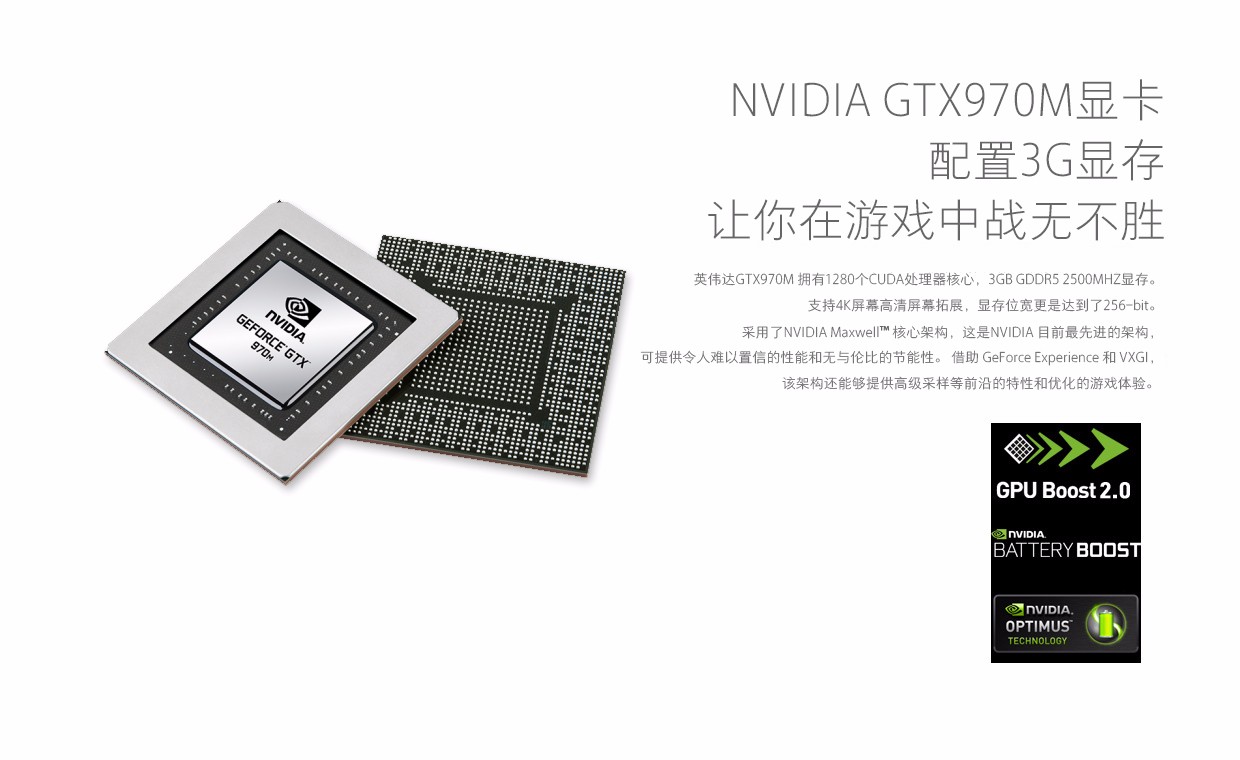 NVIDIA GTX970M显卡
配置3G显存
让你在游戏中战无不胜
英伟达GTX970M 拥有1280个CUDA处理器核心，3GB GDDR5 2500MHZ显存。
支持4K屏幕高清屏幕拓展，显存位宽更是达到了256-bit。
采用了NVIDIA Maxwell™ 核心架构，这是NVIDIA 目前最先进的架构，
可提供令人难以置信的性能和无与伦比的节能性。 借助 GeForce Experience 和 VXGI，
该架构还能够提供高级采样等前沿的特性和优化的游戏体验。
NVIDIA.
GEFORCE GTX™
970M
GPU Boost 2.0
NVIDIA.
BATTERY BOOST
NVIDIA.
OPTIMUS™
TECHNOLOGY